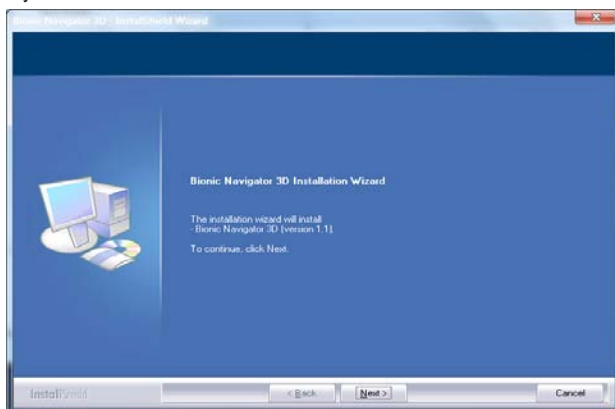 Bionic Navigator 3D - InstallShield Wizard
Bionic Navigator 3D Installation Wizard
The installation wizard will install
- Bionic Navigator 3D (version 1.1)
To continue, click Next.
InstallShield
< Back
Next >
Cancel